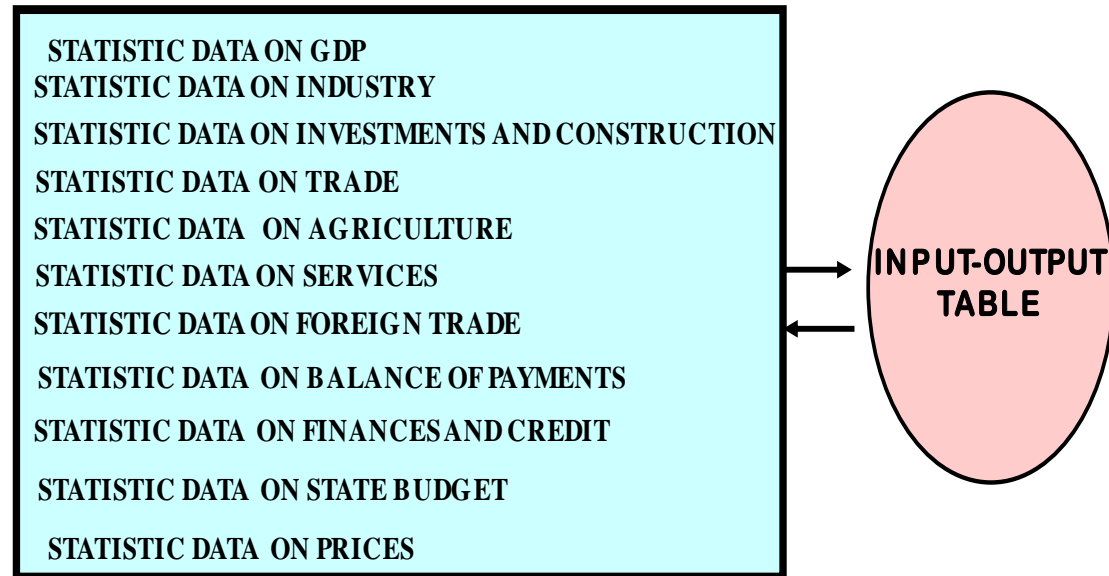 STATISTIC DATA ON GDP
STATISTIC DATA ON INDUSTRY
STATISTIC DATA ON INVESTMENTS AND CONSTRUCTION
STATISTIC DATA ON TRADE
STATISTIC DATA ON AGRICULTURE
STATISTIC DATA ON SERVICES
STATISTIC DATA ON FOREIGN TRADE
STATISTIC DATA ON BALANCE OF PAYMENTS
STATISTIC DATA ON FINANCES AND CREDIT
STATISTIC DATA ON STATE BUDGET
STATISTIC DATA ON PRICES
INPUT-OUTPUT
TABLE